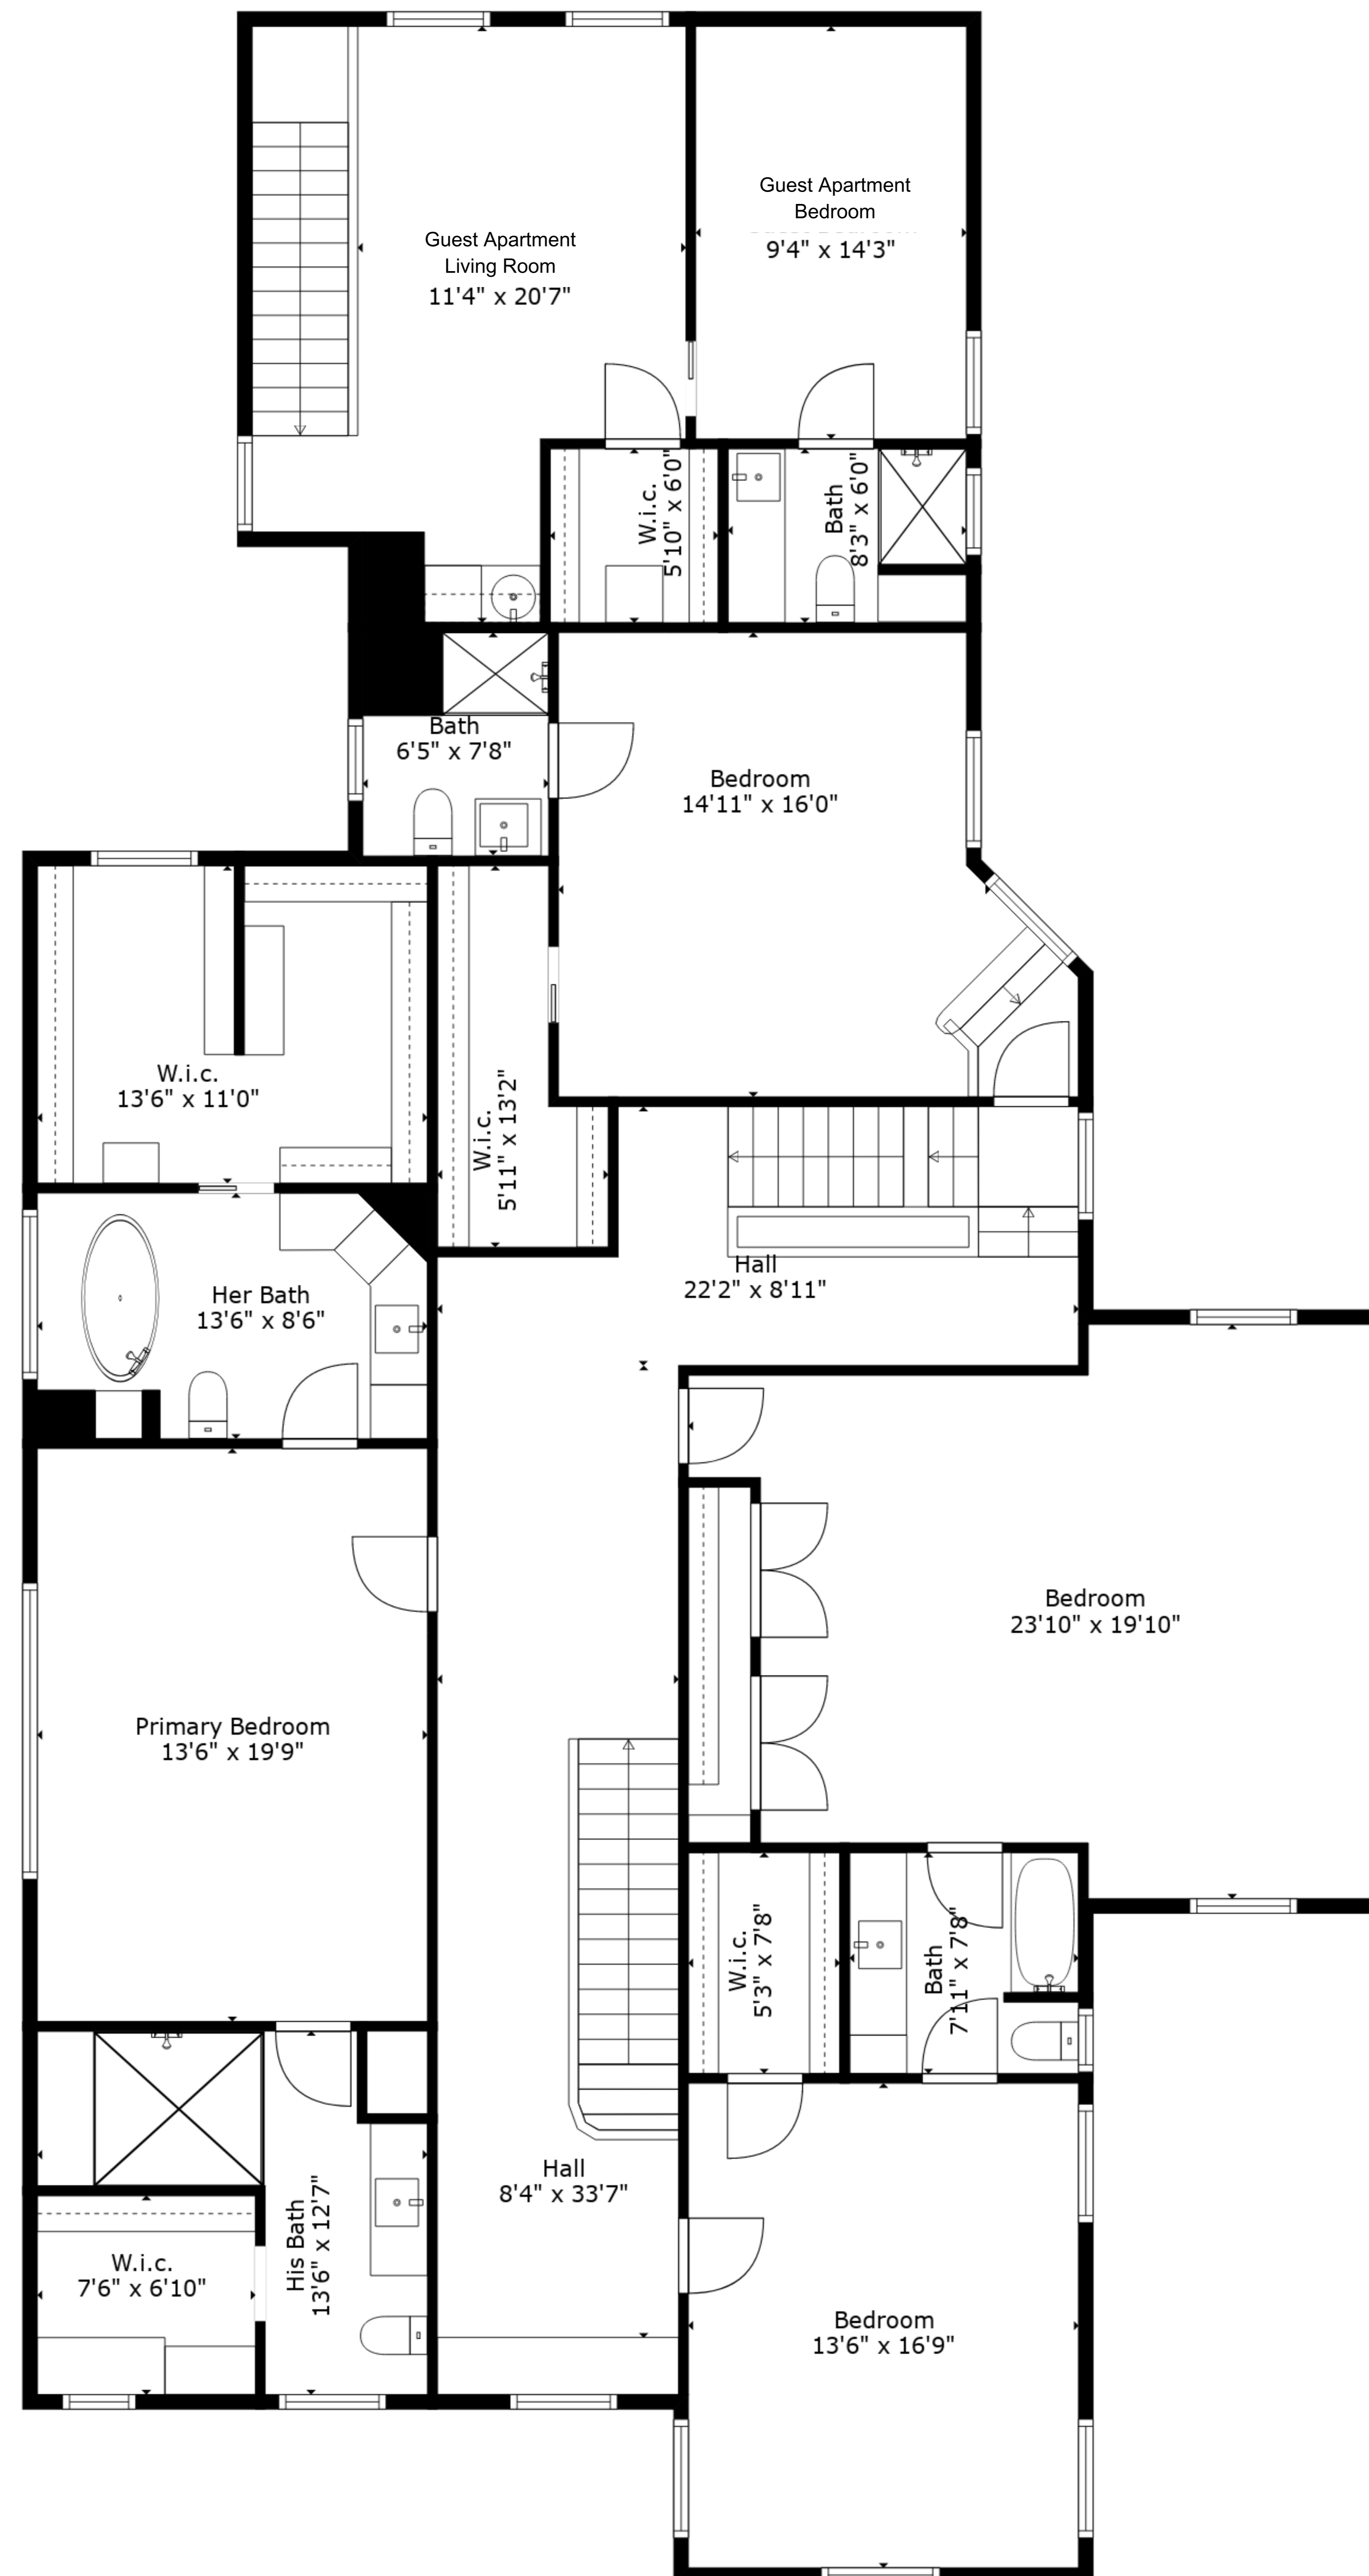 Guest Apartment
Bedroom
9'4" x 14'3"
Guest Apartment
Living Room
11'4" x 20'7"
W.i.c.
5'10" x 6'0"
Bath
8'3" x 6'0"
Bath
6'5" x 7'8"
Bedroom
14'11" x 16'0"
W.i.c.
13'6" x 11'0"
W.i.c.
5'11" x 13'2"
Hall
22'2" x 8'11"
Her Bath
13'6" x 8'6"
Bedroom
23'10" x 19'10"
Primary Bedroom
13'6" x 19'9"
W.i.c.
5'3" x 7'8"
Bath
7'11" x 7'8"
Hall
8'4" x 33'7"
His Bath
13'6" x 12'7"
W.i.c.
7'6" x 6'10"
Bedroom
13'6" x 16'9"